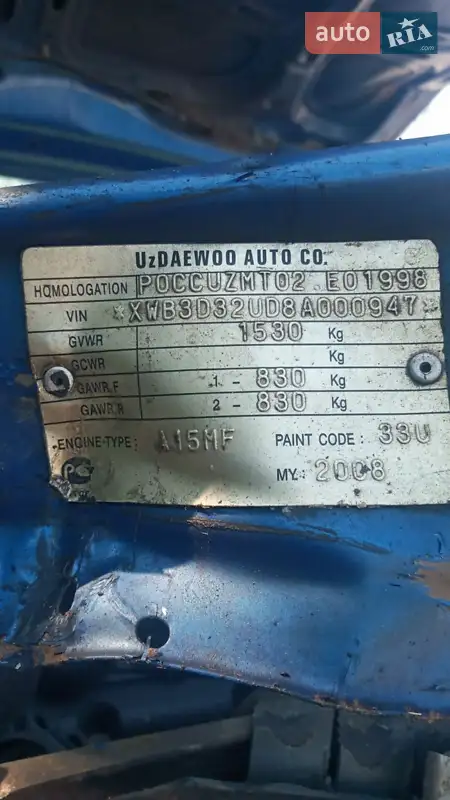 auto RIA.com
UzDAEWOO AUTO CO.
HOMOLOGATION POCCUZMT02 E01998
VIN *XWB3D32UD8A000947*
GVWR 1530 Kg
GCWR Kg
GAWR.F 1 - 830 Kg
GAWR.R 2 - 830 Kg
ENGINE-TYPE: A15MF PAINT CODE: 33U
MY: 2008